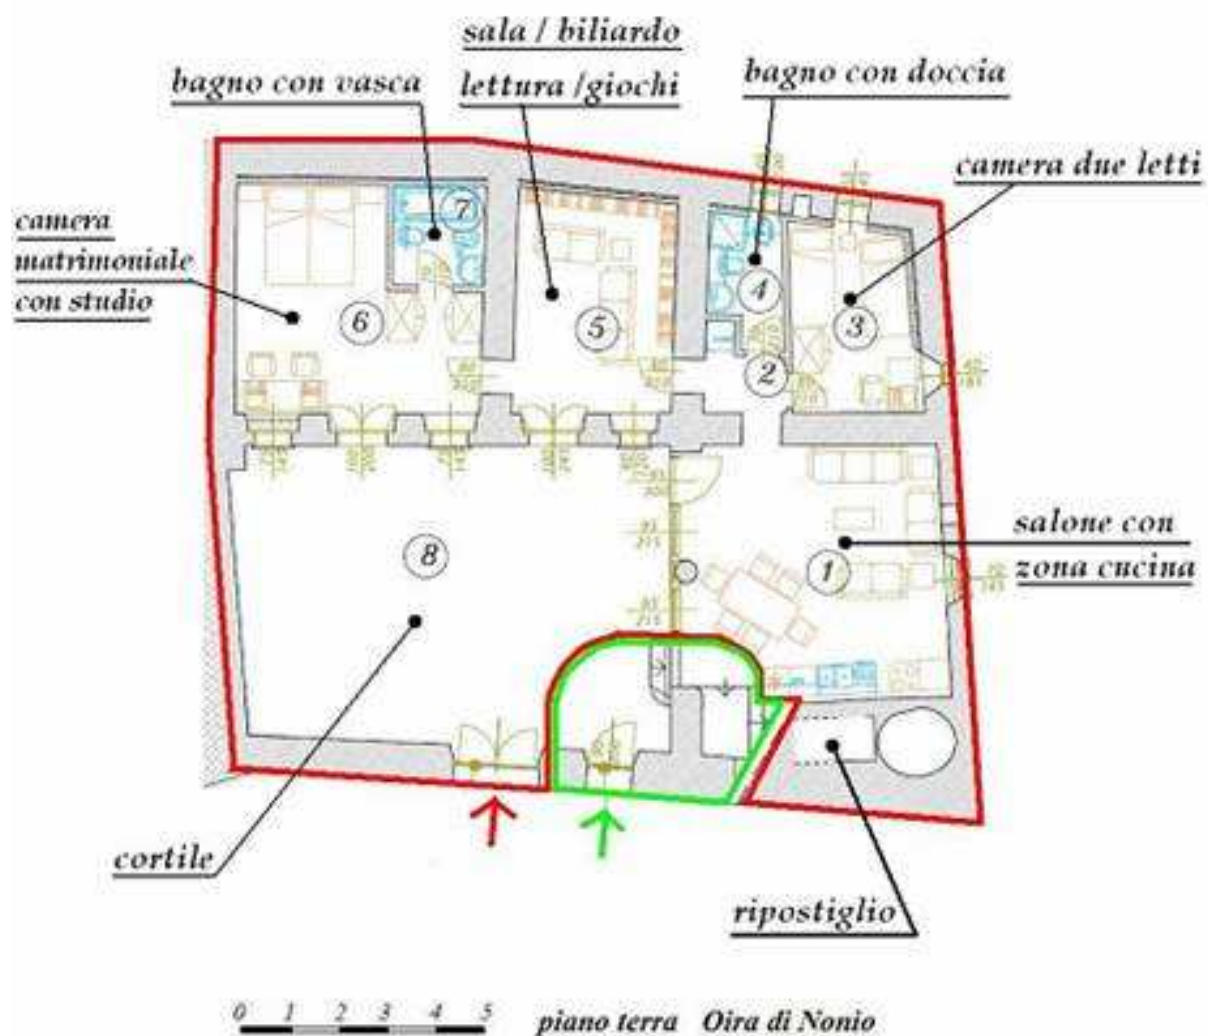 sala / biliardo
lettura /giochi
bagno con vasca
bagno con doccia
camera due letti
camera
matrimoniale
con studio
7
6
5
4
3
2
8
1
salone con
zona cucina
cortile
ripostiglio
0 1 2 3 4 5
piano terra Oira di Nonio